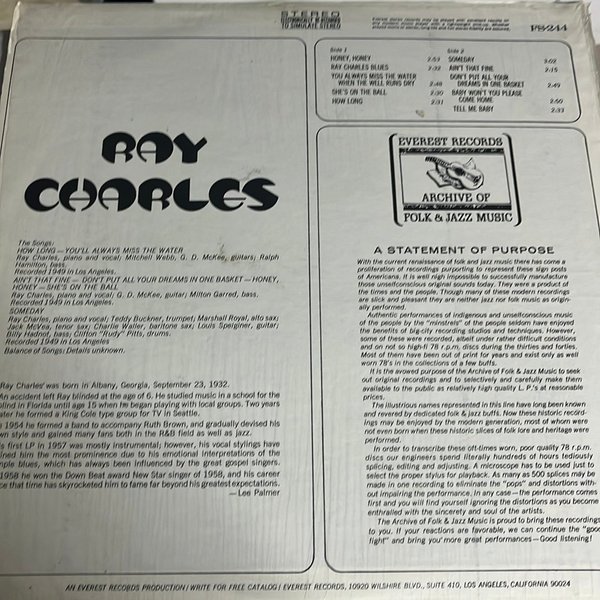 STEREO
ELECTRONICALLY RE-RECORDED
TO SIMULATE STEREO
FS-244
Side 1
HONEY, HONEY 2:57
RAY CHARLES BLUES 2:32
YOU ALWAYS MISS THE WATER
WHEN THE WELL RUNS DRY 2:48
SHE'S ON THE BALL 2:30
HOW LONG 2:31
Side 2
SOMEDAY 3:02
AIN'T THAT FINE 2:15
DON'T PUT ALL YOUR
DREAMS IN ONE BASKET 2:49
BABY WON'T YOU PLEASE
COME HOME 2:50
TELL ME BABY 2:33
RAY
CHARLES
The Songs:
HOW LONG — YOU'LL ALWAYS MISS THE WATER
Ray Charles, piano and vocal; Mitchell Webb, G. D. McKee, guitars; Ralph
Hamilton, bass.
Recorded 1949 in Los Angeles.
AIN'T THAT FINE — DON'T PUT ALL YOUR DREAMS IN ONE BASKET — HONEY,
HONEY — SHE'S ON THE BALL
Ray Charles, piano and vocal; G. D. McKee, guitar; Milton Garred, bass.
Recorded 1949 in Los Angeles.
SOMEDAY
Ray Charles, piano and vocal; Teddy Buckner, trumpet; Marshall Royal, alto sax;
Jack McVea, tenor sax; Charlie Waller, baritone sax; Louis Speiginer, guitar;
Billy Hadnot, bass; Clifton "Rudy" Pitts, drums.
Recorded 1949 in Los Angeles
Balance of Songs: Details unknown.
Ray Charles' was born in Albany, Georgia, September 23, 1932.
An accident left Ray blinded at the age of 6. He studied music in a school for the
blind in Florida until age 15 when he began playing with local groups. Two years
later he formed a King Cole type group for TV in Seattle.
1954 he formed a band to accompany Ruth Brown, and gradually devised his
own style and gained many fans both in the R&B field as well as jazz.
first LP in 1957 was mostly instrumental; however, his vocal stylings have
ined him the most prominence due to his emotional interpretations of the
mple blues, which has always been influenced by the great gospel singers.
1958 he won the Down Beat award New Star singer of 1958, and his career
ce that time has skyrocketed him to fame far beyond his greatest expectations.
—Lee Palmer
EVEREST RECORDS
ARCHIVE OF
FOLK & JAZZ MUSIC
A STATEMENT OF PURPOSE
With the current renaissance of folk and jazz music there has come a
proliferation of recordings purporting to represent these sign posts
of Americana. It is well nigh impossible to successfully manufacture
those unselfconscious original sounds today. They were a product of
the times and the people. Though many of these modern recordings
are slick and pleasant they are neither jazz nor folk music as origin-
ally performed.
Authentic performances of indigenous and unselfconscious music
of the people by the "minstrels" of the people seldom have enjoyed
the benefits of big-city recording studios and techniques. However,
some of these were recorded, albeit under rather difficult conditions
and on not so high-fi 78 r.p.m. discs during the thirties and forties.
Most of them have been out of print for years and exist only as well
worn 78's in the collections of a few buffs.
It is the avowed purpose of the Archive of Folk & Jazz Music to seek
out original recordings and to selectively and carefully make them
available to the public as relatively high quality L.P.'s at reasonable
prices.
The illustrious names represented in this line have long been known
and revered by dedicated folk & jazz buffs. Now these historic record-
ings may be enjoyed by the modern generation, most of whom were
not even born when these historic slices of folk lore and heritage were
performed.
In order to transcribe these oft-times worn, poor quality 78 r.p.m.
discs our engineers spend literally hundreds of hours tediously
splicing, editing and adjusting. A microscope has to be used just to
select the proper stylus for playback. As many as 500 splices may be
made in one recording to eliminate the "pops" and distortions with-
out impairing the performance. In any case — the performance comes
first and you will find yourself ignoring the distortions as you become
enthralled with the sincerety and soul of the artists.
The Archive of Folk & Jazz Music is proud to bring these recordings
to you. If your reactions are favorable, we can continue the "good
fight" and bring you more great performances — Good listening!
AN EVEREST RECORDS PRODUCTION / WRITE FOR FREE CATALOG / EVEREST RECORDS, 10920 WILSHIRE BLVD., SUITE 410, LOS ANGELES, CALIFORNIA 90024